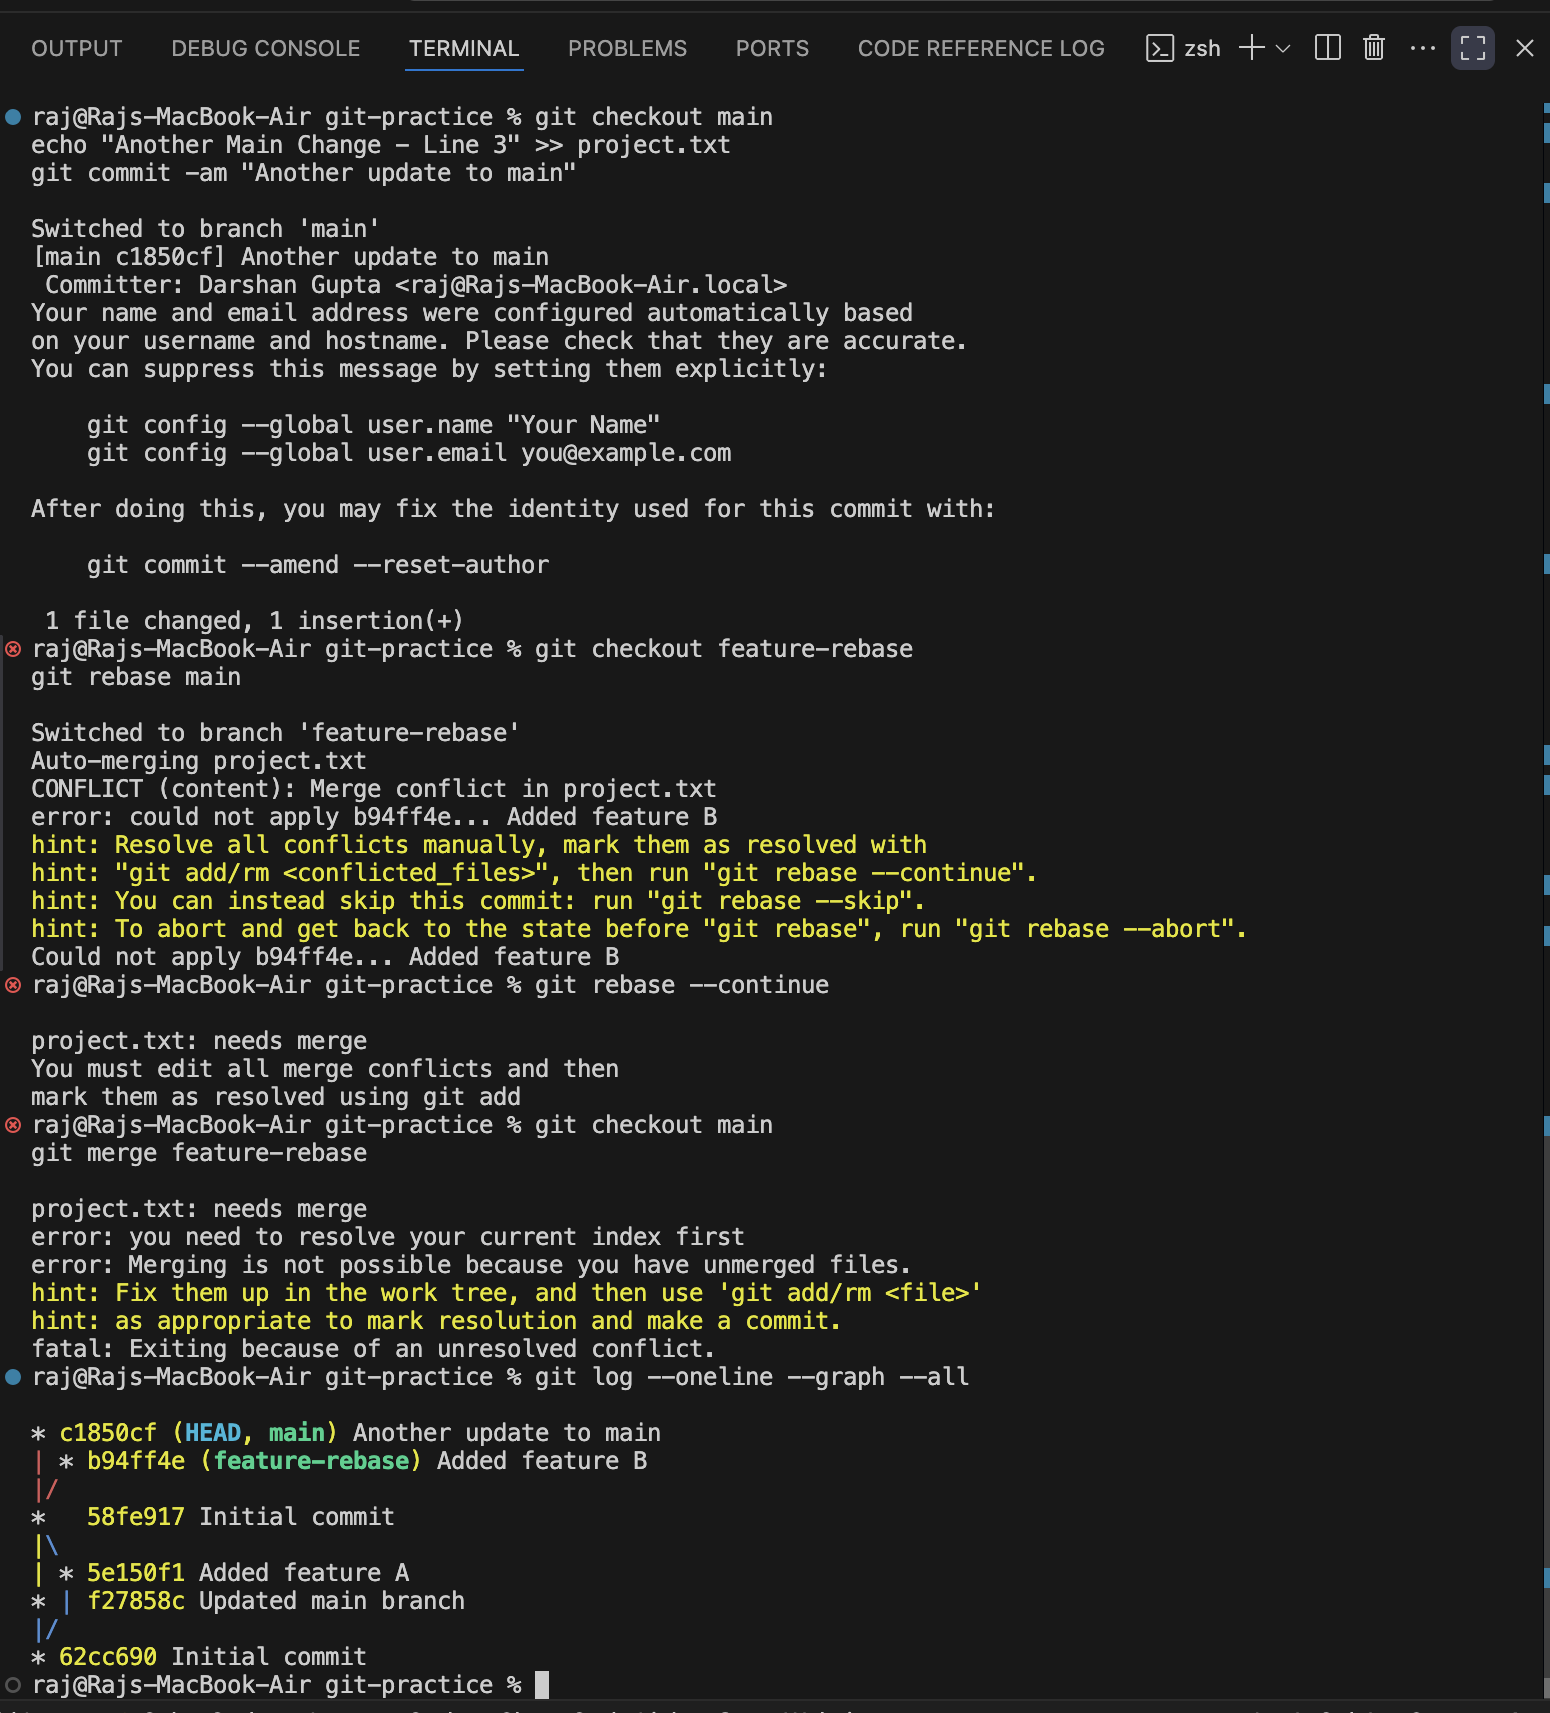 OUTPUT DEBUG CONSOLE TERMINAL PROBLEMS PORTS CODE REFERENCE LOG zsh
raj@Rajs-MacBook-Air git-practice % git checkout main
echo "Another Main Change - Line 3" >> project.txt
git commit -am "Another update to main"
Switched to branch 'main'
[main c1850cf] Another update to main
Committer: Darshan Gupta <raj@Rajs-MacBook-Air.local>
Your name and email address were configured automatically based
on your username and hostname. Please check that they are accurate.
You can suppress this message by setting them explicitly:
git config --global user.name "Your Name"
git config --global user.email you@example.com
After doing this, you may fix the identity used for this commit with:
git commit --amend --reset-author
1 file changed, 1 insertion(+)
raj@Rajs-MacBook-Air git-practice % git checkout feature-rebase
git rebase main
Switched to branch 'feature-rebase'
Auto-merging project.txt
CONFLICT (content): Merge conflict in project.txt
error: could not apply b94ff4e... Added feature B
hint: Resolve all conflicts manually, mark them as resolved with
hint: "git add/rm <conflicted_files>", then run "git rebase --continue".
hint: You can instead skip this commit: run "git rebase --skip".
hint: To abort and get back to the state before "git rebase", run "git rebase --abort".
Could not apply b94ff4e... Added feature B
raj@Rajs-MacBook-Air git-practice % git rebase --continue
project.txt: needs merge
You must edit all merge conflicts and then
mark them as resolved using git add
raj@Rajs-MacBook-Air git-practice % git checkout main
git merge feature-rebase
project.txt: needs merge
error: you need to resolve your current index first
error: Merging is not possible because you have unmerged files.
hint: Fix them up in the work tree, and then use 'git add/rm <file>'
hint: as appropriate to mark resolution and make a commit.
fatal: Exiting because of an unresolved conflict.
raj@Rajs-MacBook-Air git-practice % git log --oneline --graph --all
* c1850cf (HEAD, main) Another update to main
| * b94ff4e (feature-rebase) Added feature B
|/
*   58fe917 Initial commit
|\
| * 5e150f1 Added feature A
* | f27858c Updated main branch
|/
* 62cc690 Initial commit
raj@Rajs-MacBook-Air git-practice %